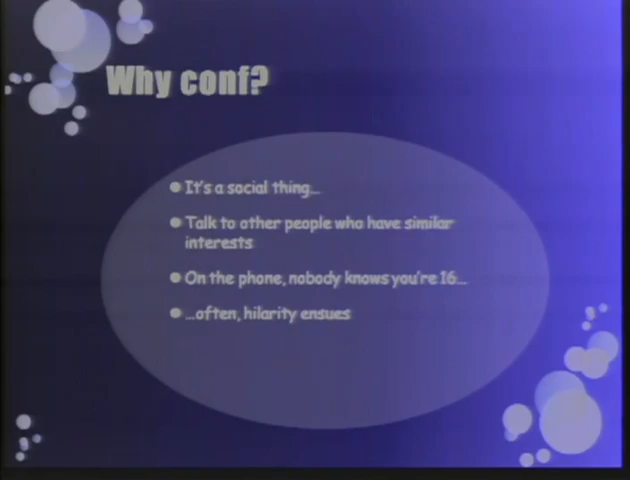 Why conf?
It's a social thing...
Talk to other people who have similar
interests
On the phone, nobody knows you're 16...
...often, hilarity ensues